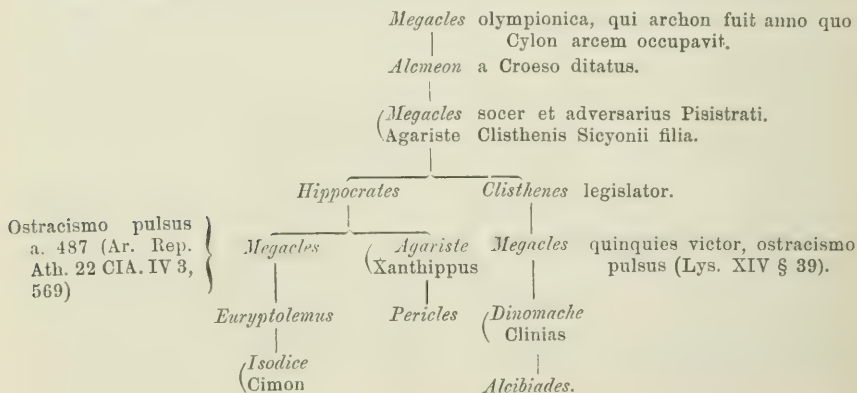 Megacles olympionica, qui archon fuit anno quo
Cylon arcem occupavit.
Alcmeon a Croeso ditatus.
Megacles socer et adversarius Pisistrati.
Agariste Clisthenis Sicyonii filia.
Hippocrates Clisthenes legislator.
Ostracismo pulsus
a. 487 (Ar. Rep.
Ath. 22 CIA. IV 3,
569)
Megacles Agariste Megacles quinquies victor, ostracismo
Xanthippus pulsus (Lys. XIV § 39).
Euryptolemus Pericles Dinomache
Clinias
Isodice
Cimon Alcibiades.